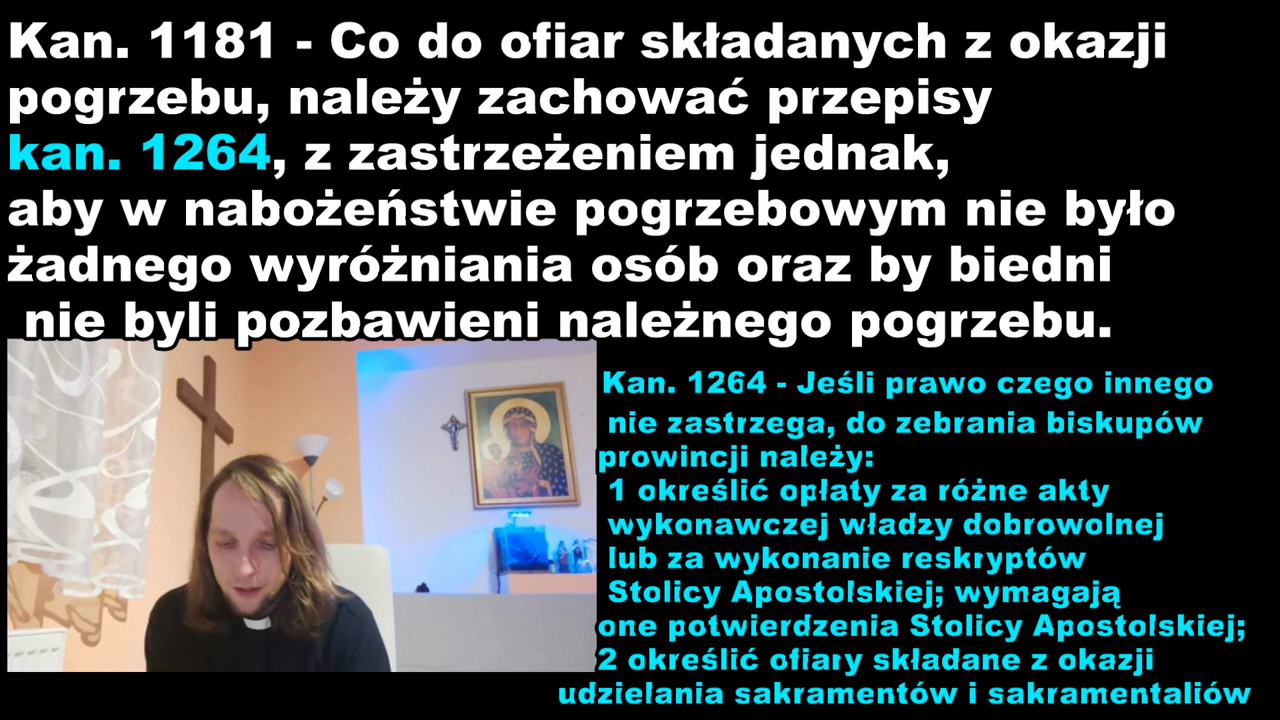 Kan. 1181 - Co do ofiar składanych z okazji
pogrzebu, należy zachować przepisy
kan. 1264, z zastrzeżeniem jednak,
aby w nabożeństwie pogrzebowym nie było
żadnego wyróżniania osób oraz by biedni
nie byli pozbawieni należnego pogrzebu.
Kan. 1264 - Jeśli prawo czego innego
nie zastrzega, do zebrania biskupów
prowincji należy:
1 określić opłaty za różne akty
wykonawczej władzy dobrowolnej
lub za wykonanie reskryptów
Stolicy Apostolskiej; wymagają
one potwierdzenia Stolicy Apostolskiej;
2 określić ofiary składane z okazji
udzielania sakramentów i sakramentaliów